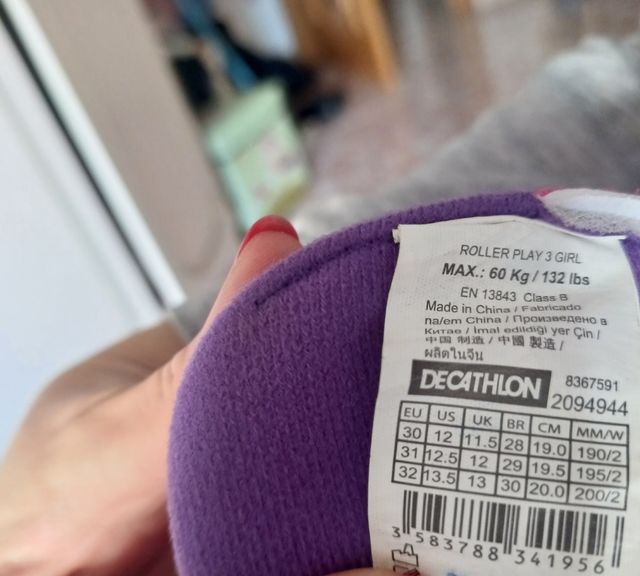 ROLLER PLAY 3 GIRL
MAX.: 60 Kg / 132 lbs
EN 13843 Class B
Made in China / Fabricado
na/em China / Произведено в
Китае / Imal edildiği yer Çin /
中国 制造 / 中國 製造 /
ผลิตในจีน
DECATHLON 8367591
2094944
EU US UK BR CM MM/W
30 12 11.5 28 19.0 190/2
31 12.5 12 29 19.5 195/2
32 13.5 13 30 20.0 200/2
3 583788 341956